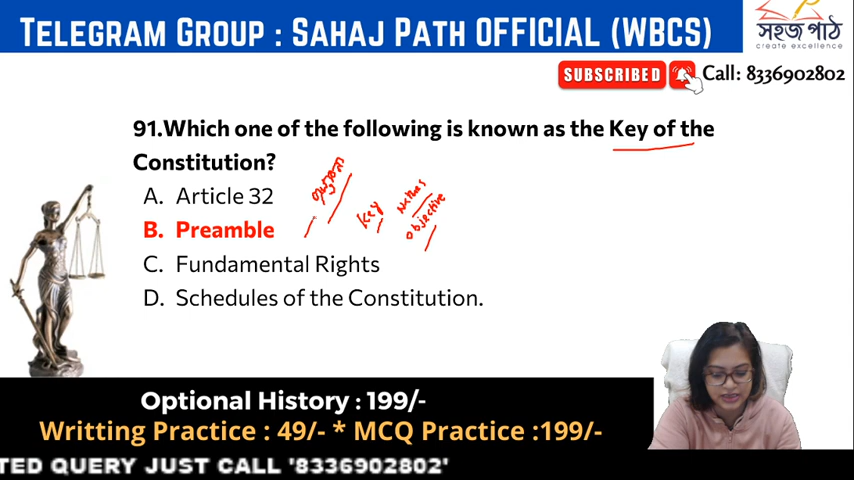 TELEGRAM GROUP : SAHAJ PATH OFFICIAL (WBCS)
সহজ পাঠ
create excellence
SUBSCRIBED
Call: 8336902802
91.Which one of the following is known as the Key of the
Constitution?
A. Article 32
B. Preamble
C. Fundamental Rights
D. Schedules of the Constitution.
Key
objective
Optional History : 199/-
Writting Practice : 49/- * MCQ Practice :199/-
TED QUERY JUST CALL '8336902802'